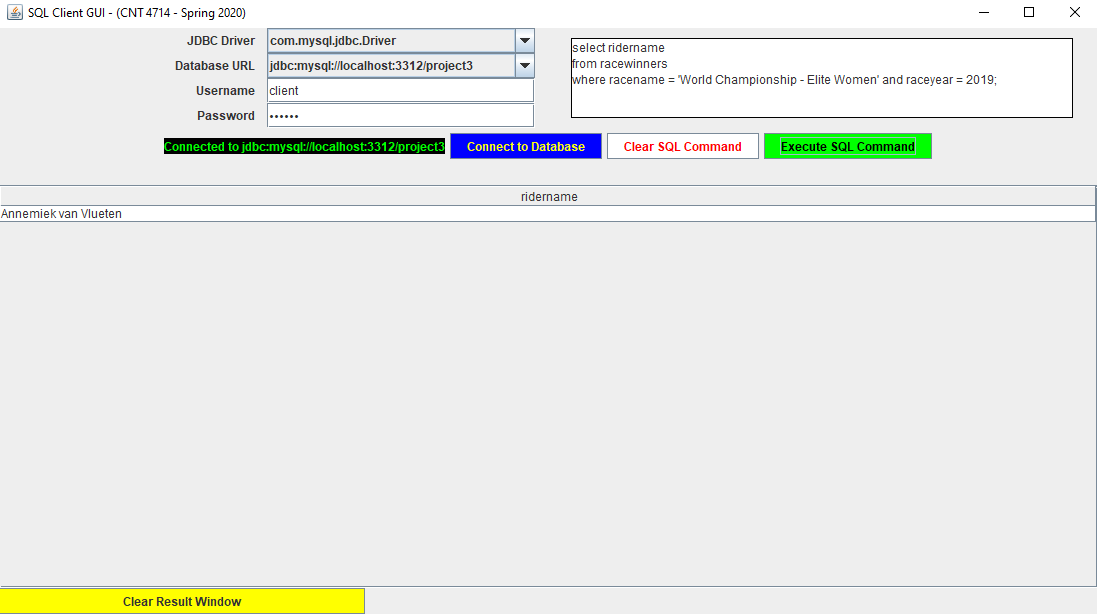 SQL Client GUI - (CNT 4714 - Spring 2020)
JDBC Driver com.mysql.jdbc.Driver
Database URL jdbc:mysql://localhost:3312/project3
Username client
Password ••••••
select ridername
from racewinners
where racename = 'World Championship - Elite Women' and raceyear = 2019;
Connected to jdbc:mysql://localhost:3312/project3 Connect to Database Clear SQL Command Execute SQL Command
ridername
Annemiek van Vlueten
Clear Result Window